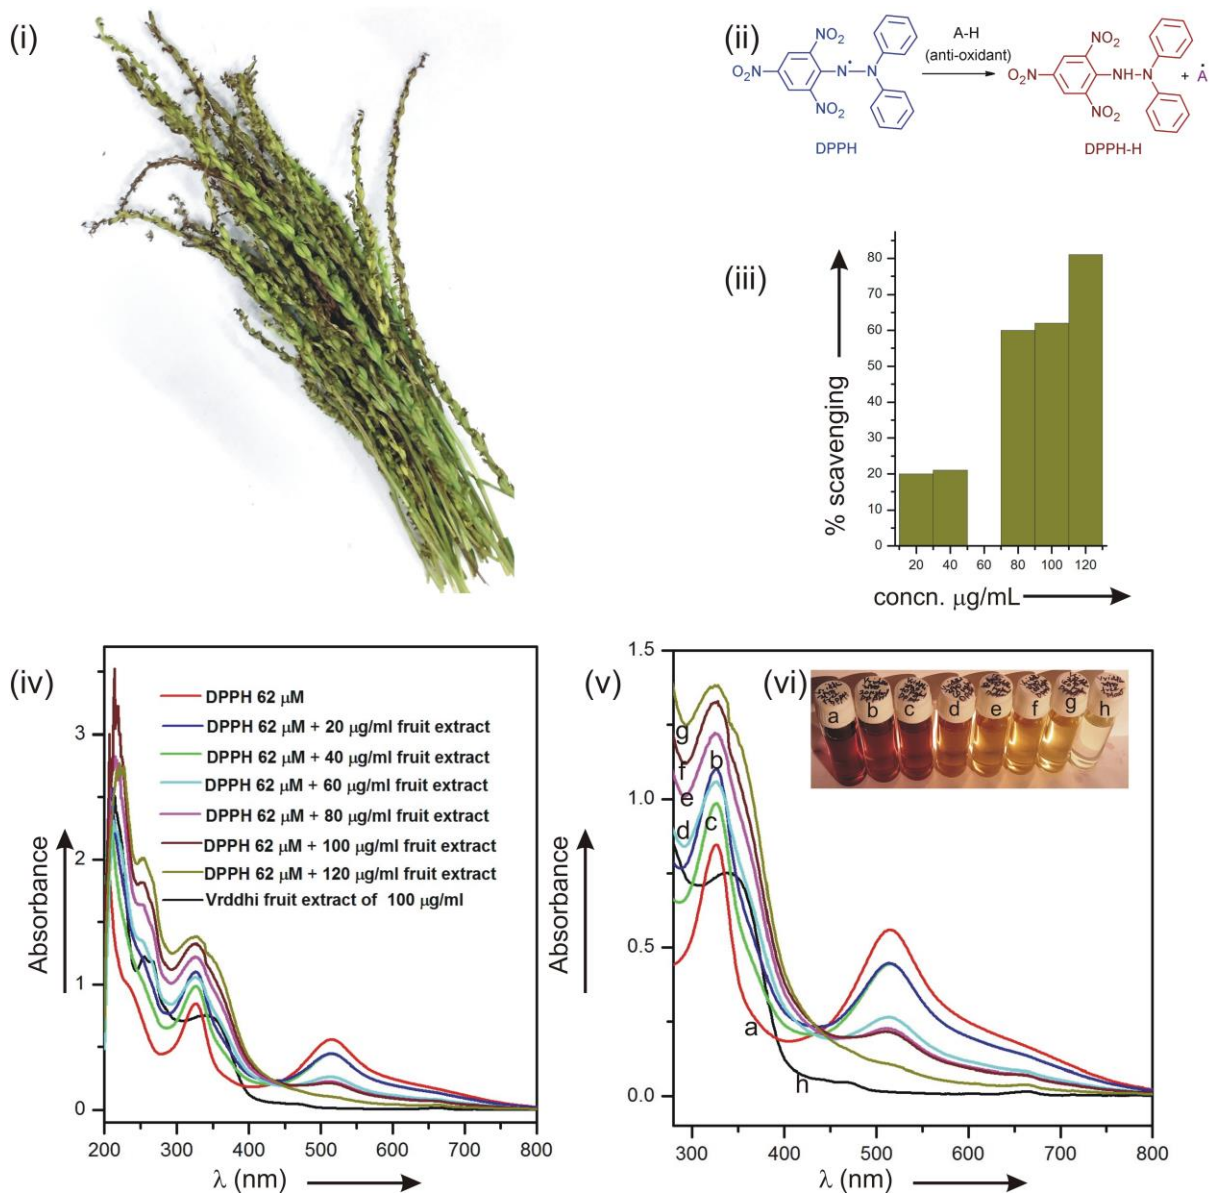 (i)
(ii)
NO₂
O₂N
N
N
NO₂
DPPH
A-H
(anti-oxidant)
NO₂
O₂N
NH
N
NO₂
DPPH-H
+ Ȧ
(iii)
% scavenging
80
70
60
50
40
30
20
10
0
20 40 60 80 100 120
concn. μg/mL
(iv)
Absorbance
3
2
1
0
DPPH 62 μM
DPPH 62 μM + 20 μg/ml fruit extract
DPPH 62 μM + 40 μg/ml fruit extract
DPPH 62 μM + 60 μg/ml fruit extract
DPPH 62 μM + 80 μg/ml fruit extract
DPPH 62 μM + 100 μg/ml fruit extract
DPPH 62 μM + 120 μg/ml fruit extract
Vrddhi fruit extract of 100 μg/ml
200 300 400 500 600 700 800
λ (nm)
(v)
Absorbance
1.5
1.0
0.5
0.0
g
f
e
d
b
c
a
h
300 400 500 600 700 800
λ (nm)
(vi)
a b c d e f g h